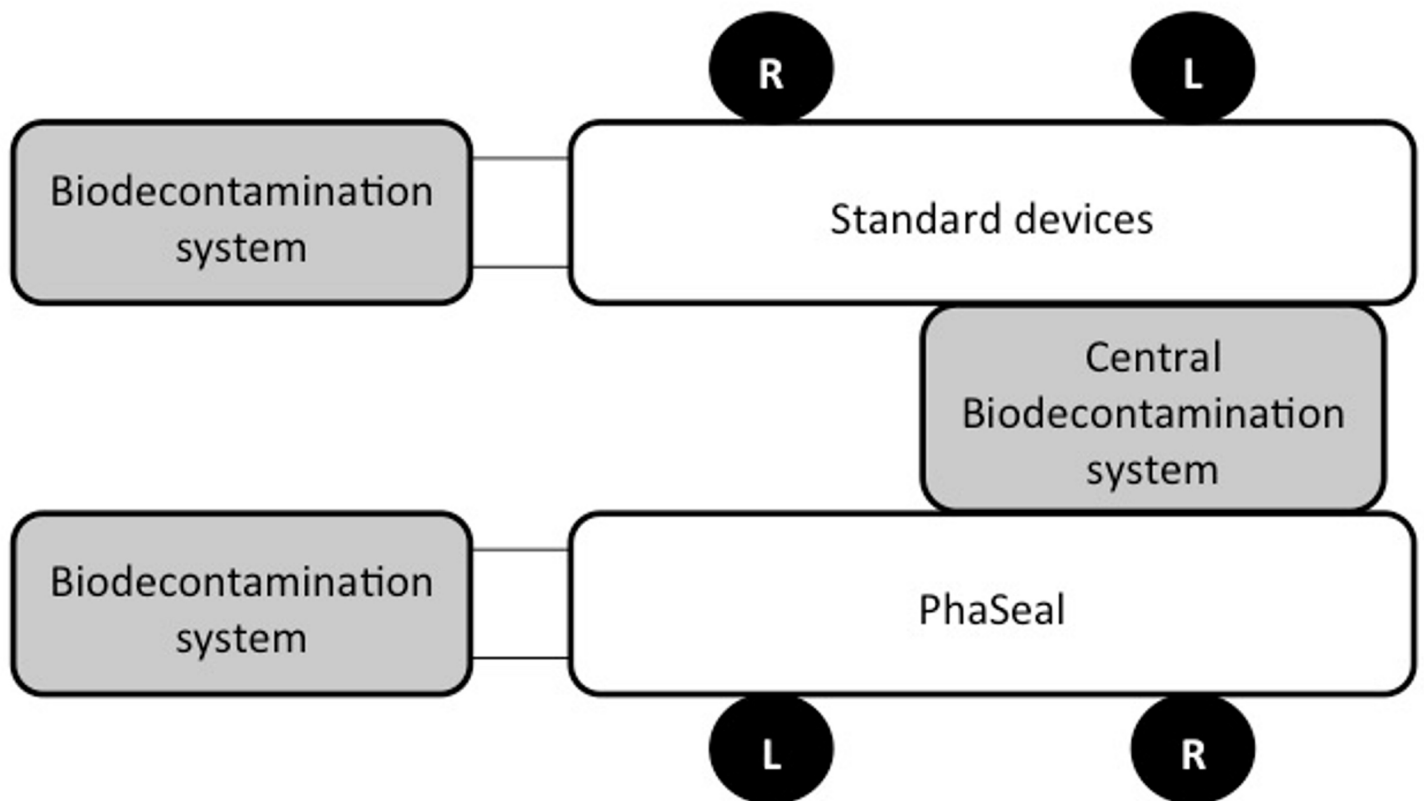 R
L
Biodecontamination
system
Standard devices
Central
Biodecontamination
system
Biodecontamination
system
PhaSeal
L
R